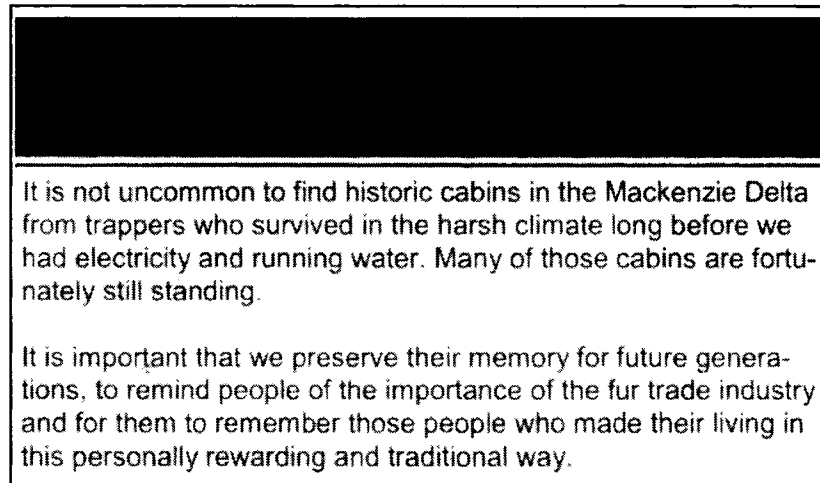 It is not uncommon to find historic cabins in the Mackenzie Delta
from trappers who survived in the harsh climate long before we
had electricity and running water. Many of those cabins are fortu-
nately still standing.
It is important that we preserve their memory for future genera-
tions, to remind people of the importance of the fur trade industry
and for them to remember those people who made their living in
this personally rewarding and traditional way.